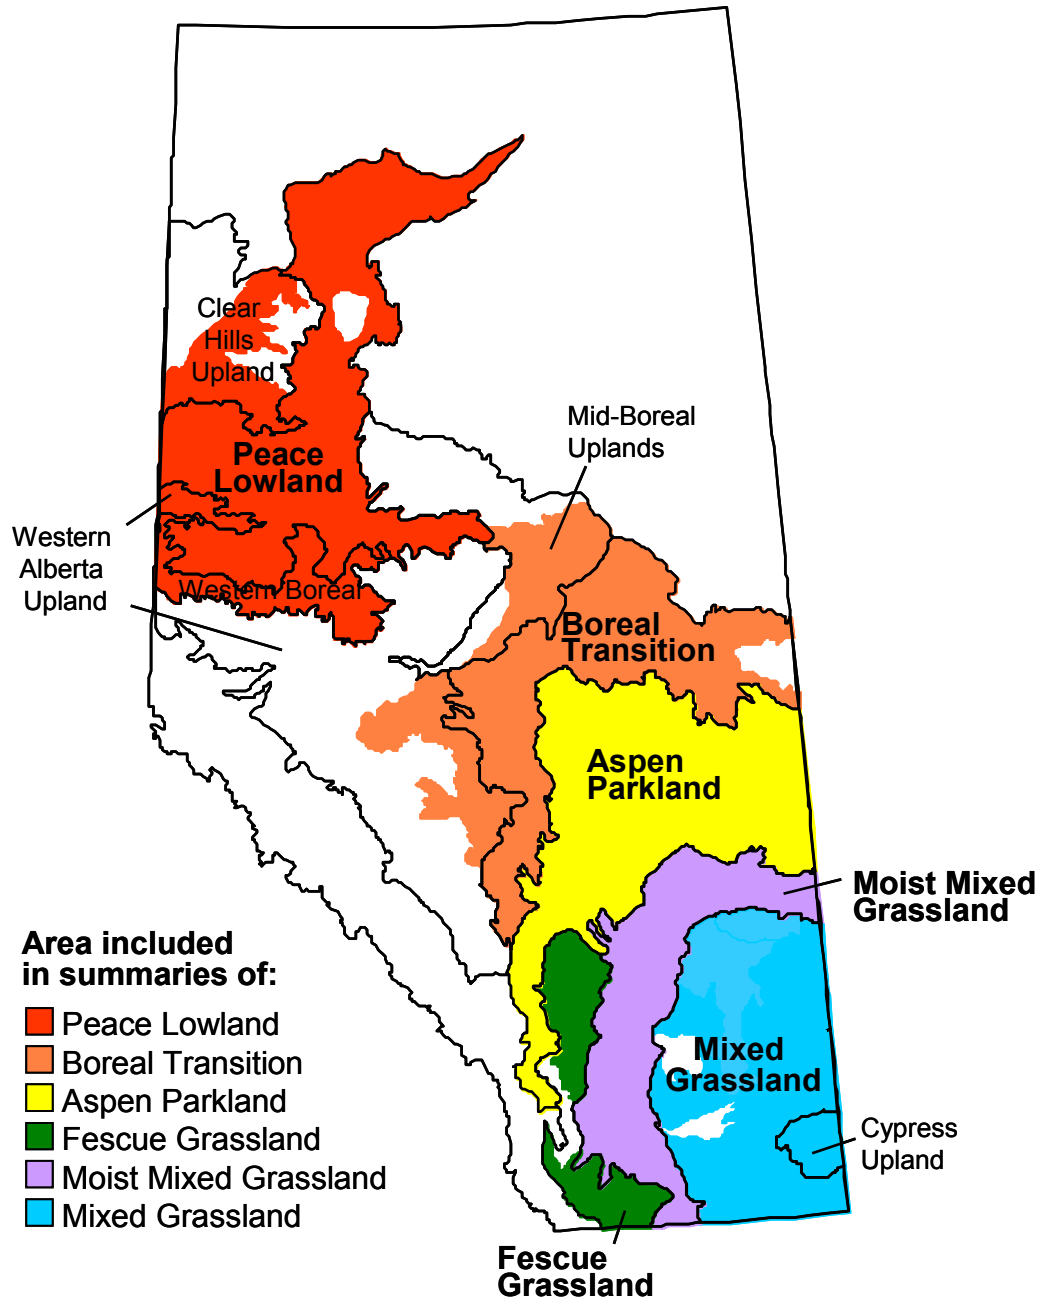 Clear
Hills
Upland
Mid-Boreal
Uplands
Peace
Lowland
Western
Alberta
Upland
Western Boreal
Boreal
Transition
Aspen
Parkland
Moist Mixed
Grassland
Area included
in summaries of:
Peace Lowland
Boreal Transition
Aspen Parkland
Fescue Grassland
Moist Mixed Grassland
Mixed Grassland
Mixed
Grassland
Cypress
Upland
Fescue
Grassland